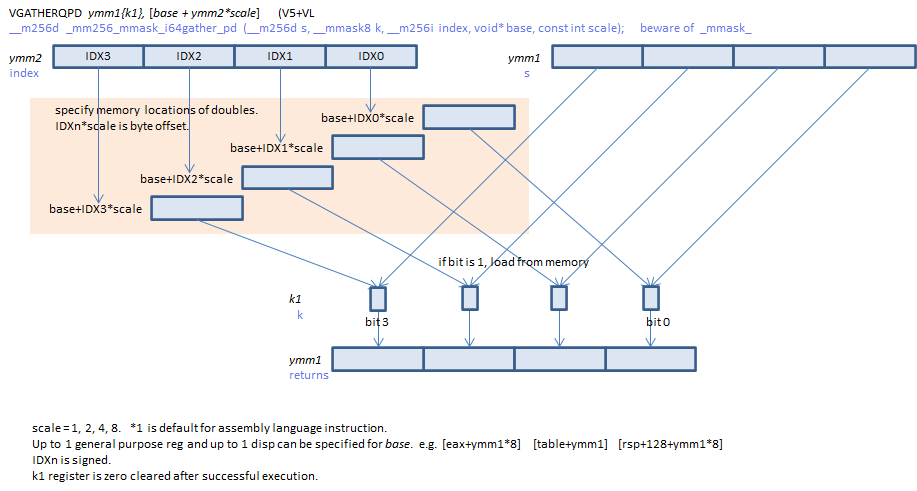 VGATHERQPD ymm1{k1}, [base + ymm2*scale] (V5+VL
__m256d _mm256_mmask_i64gather_pd (__m256d s, __mmask8 k, __m256i index, void* base, const int scale); beware of _mmask_
ymm2 IDX3 IDX2 IDX1 IDX0 ymm1
index s
specify memory locations of doubles.
IDXn*scale is byte offset.
base+IDX0*scale
base+IDX1*scale
base+IDX2*scale
base+IDX3*scale
if bit is 1, load from memory
k1
k
bit 3 bit 0
ymm1
returns
scale = 1, 2, 4, 8. *1 is default for assembly language instruction.
Up to 1 general purpose reg and up to 1 disp can be specified for base. e.g. [eax+ymm1*8] [table+ymm1] [rsp+128+ymm1*8]
IDXn is signed.
k1 register is zero cleared after successful execution.